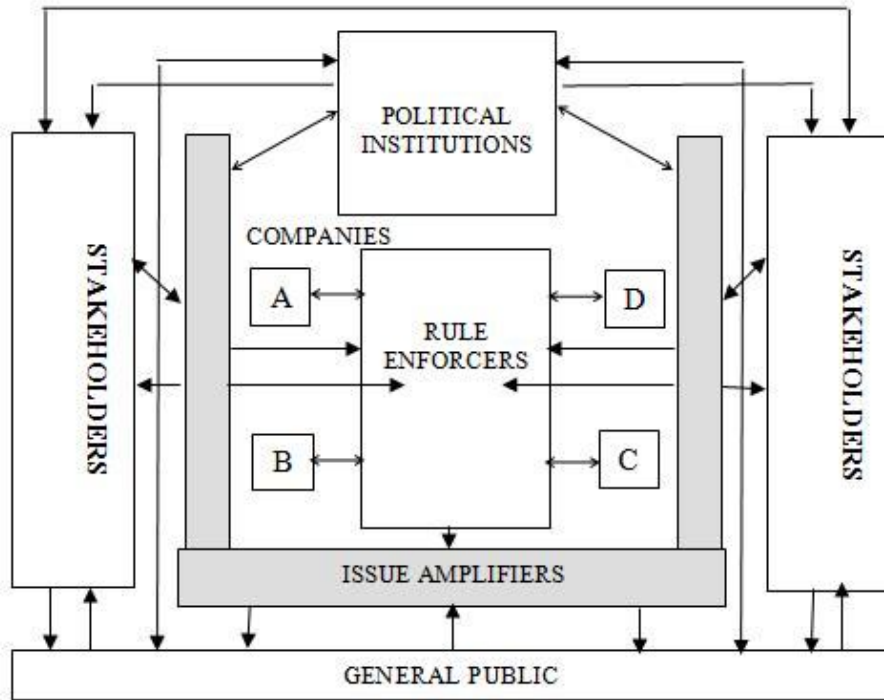 POLITICAL
INSTITUTIONS
STAKEHOLDERS
COMPANIES
A
D
RULE
ENFORCERS
B
C
STAKEHOLDERS
ISSUE AMPLIFIERS
GENERAL PUBLIC